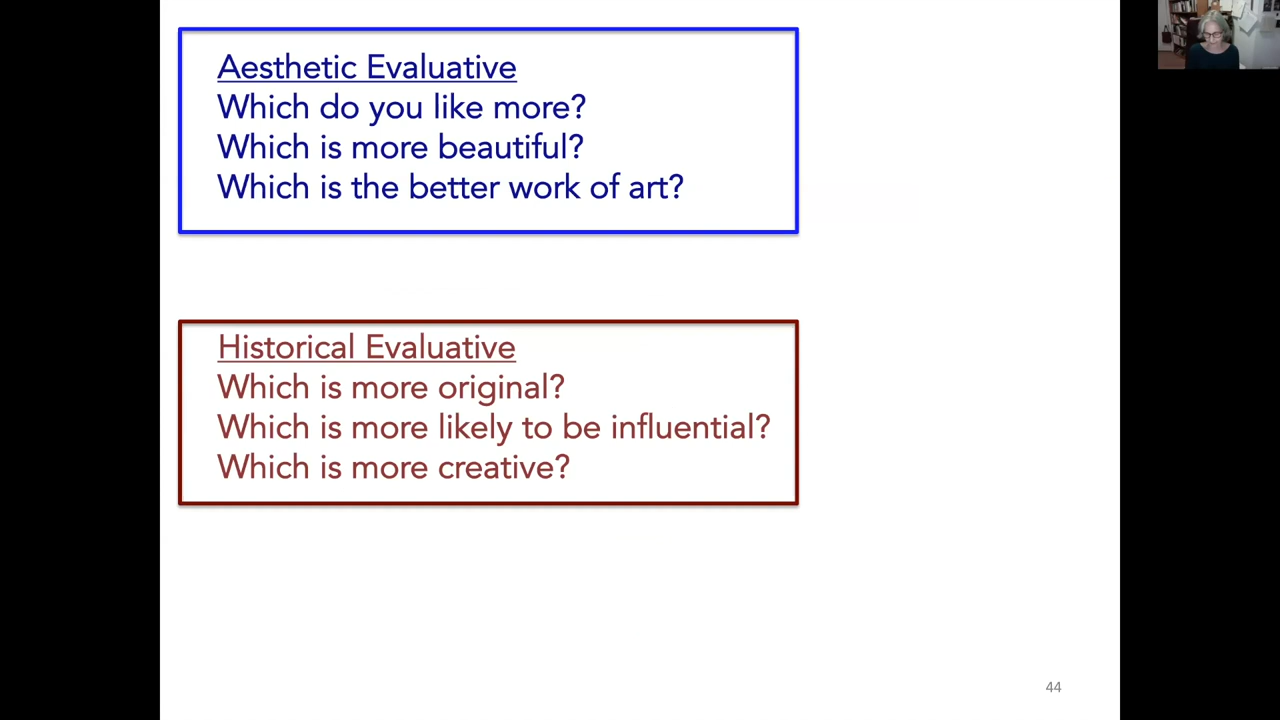 Aesthetic Evaluative
Which do you like more?
Which is more beautiful?
Which is the better work of art?
Historical Evaluative
Which is more original?
Which is more likely to be influential?
Which is more creative?
44